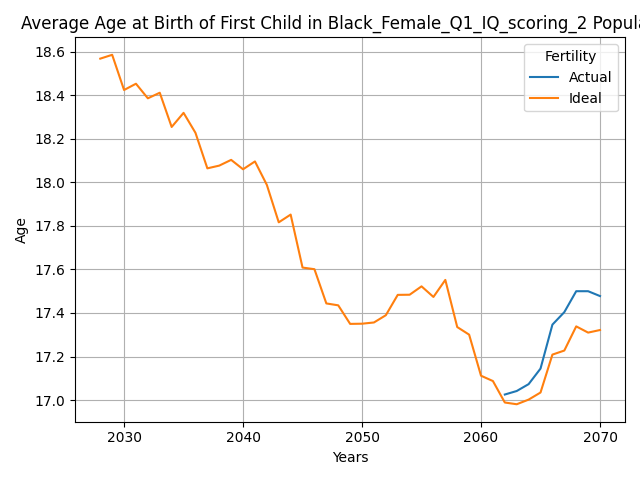 Average Age at Birth of First Child in Black_Female_Q1_IQ_scoring_2 Popula
Fertility
Actual
Ideal
18.6
18.4
18.2
18.0
17.8
17.6
17.4
17.2
17.0
Age
2030 2040 2050 2060 2070
Years